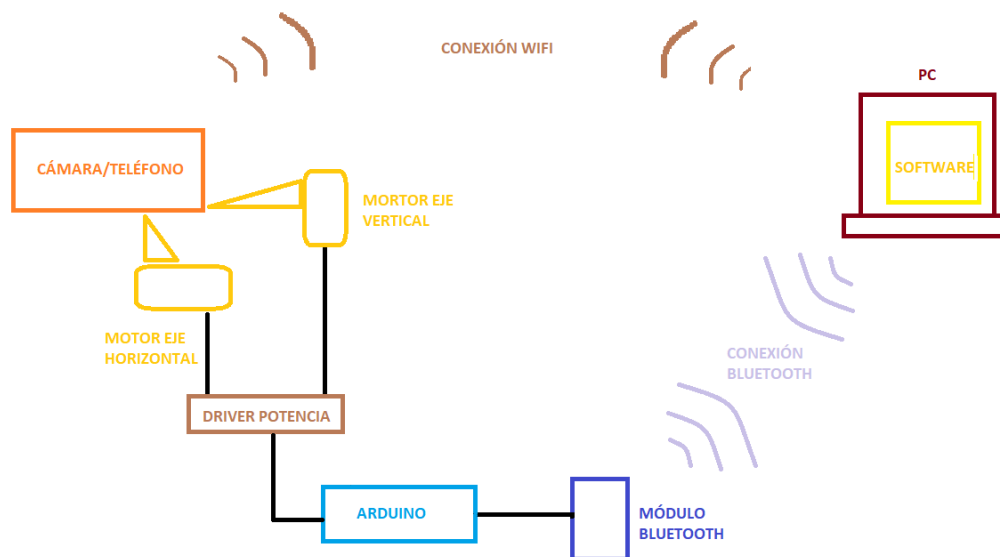 CONEXIÓN WIFI
PC
CÁMARA/TELÉFONO
SOFTWARE
MORTOR EJE
VERTICAL
MOTOR EJE
HORIZONTAL
CONEXIÓN
BLUETOOTH
DRIVER POTENCIA
ARDUINO
MÓDULO
BLUETOOTH